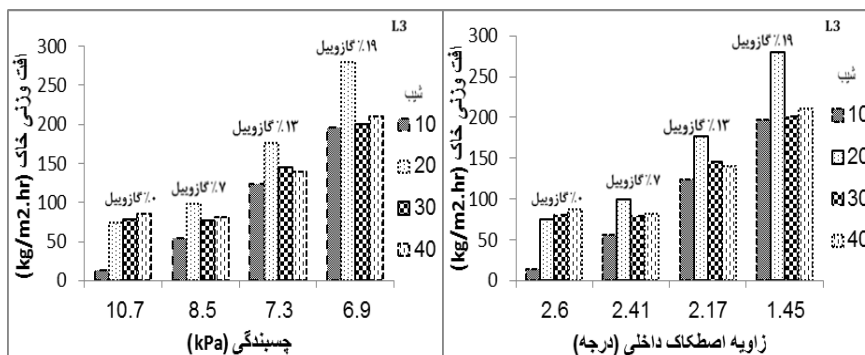 L3
افت وزنی خاک (kg/m2.hr)
300
250
200
150
100
50
0
٪۰ گازوییل
٪۷ گازوییل
٪۱۳ گازوییل
٪۱۹ گازوییل
10.7 8.5 7.3 6.9
چسبندگی (kPa)
شیب
10
20
30
40
L3
افت وزنی خاک (kg/m2.hr)
300
250
200
150
100
50
0
٪۰ گازوییل
٪۷ گازوییل
٪۱۳ گازوییل
٪۱۹ گازوییل
2.6 2.41 2.17 1.45
زاویه اصطکاک داخلی (درجه)
شیب
10
20
30
40